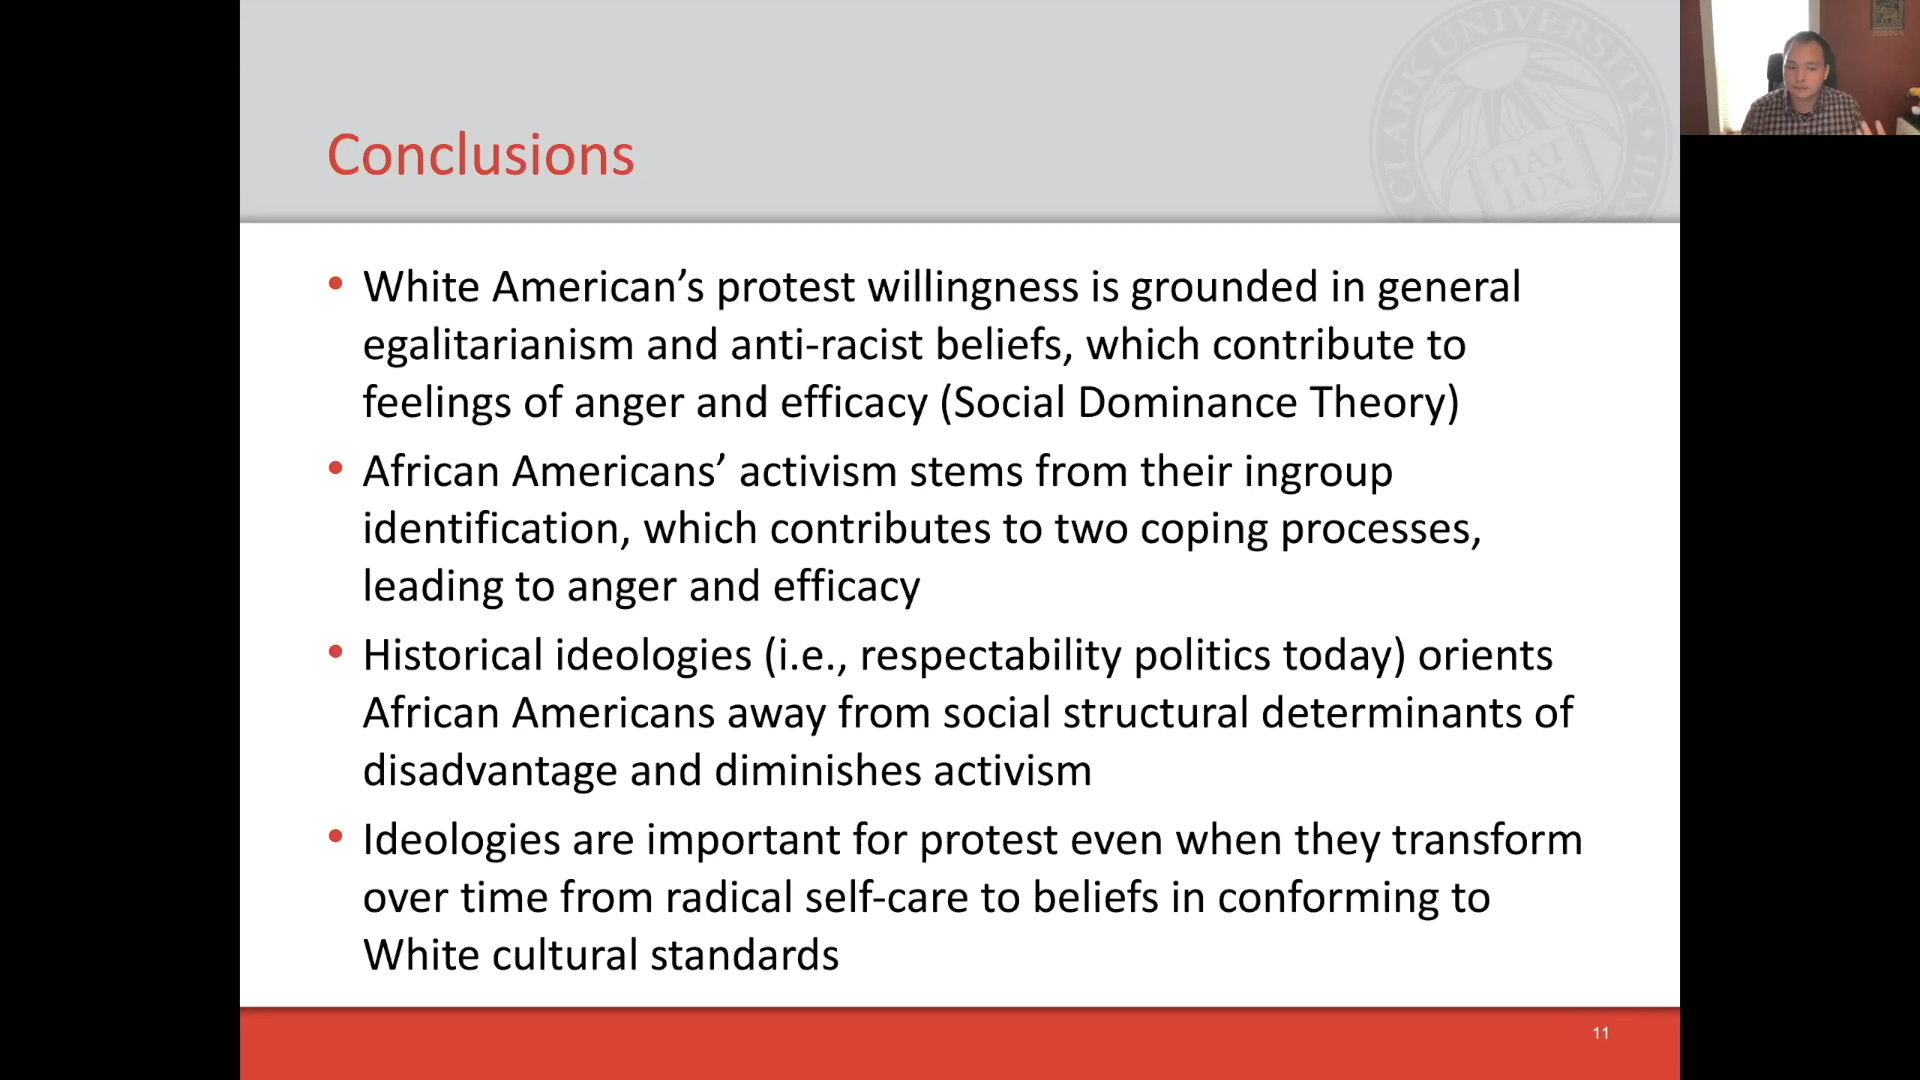 CLARK UNIVERSITY
FIAT
LUX
Conclusions
• White American’s protest willingness is grounded in general
egalitarianism and anti-racist beliefs, which contribute to
feelings of anger and efficacy (Social Dominance Theory)
• African Americans’ activism stems from their ingroup
identification, which contributes to two coping processes,
leading to anger and efficacy
• Historical ideologies (i.e., respectability politics today) orients
African Americans away from social structural determinants of
disadvantage and diminishes activism
• Ideologies are important for protest even when they transform
over time from radical self-care to beliefs in conforming to
White cultural standards
11